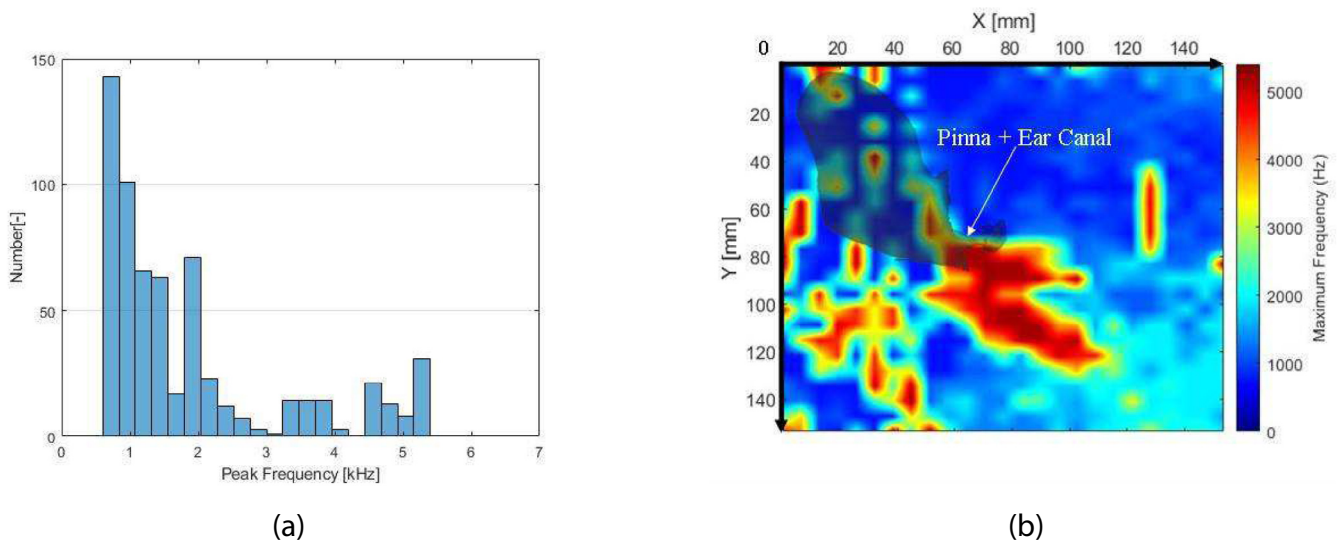 150
100
50
0
Number[-]
0 1 2 3 4 5 6 7
Peak Frequency [kHz]
(a)
X [mm]
0 20 40 60 80 100 120 140
20
40
60
80
100
120
140
Y [mm]
Pinna + Ear Canal
5000
4000
3000
2000
1000
0
Maximum Frequency (Hz)
(b)